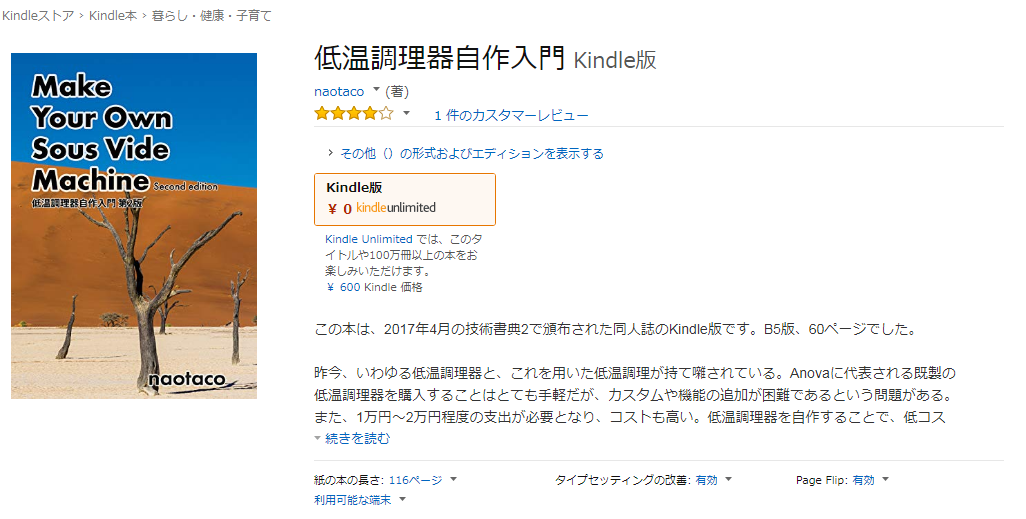 Kindleストア › Kindle本 › 暮らし・健康・子育て
Make
Your Own
Sous Vide
Machine Second edition
低温調理器自作入門 第2版
naotaco
低温調理器自作入門 Kindle版
naotaco (著)
1 件のカスタマーレビュー
› その他（）の形式およびエディションを表示する
Kindle版
￥ 0 kindleunlimited
Kindle Unlimited では、このタ
イトルや100万冊以上の本をお
楽しみいただけます。
￥ 600 Kindle 価格
この本は、2017年4月の技術書典2で頒布された同人誌のKindle版です。B5版、60ページでした。
昨今、いわゆる低温調理器と、これを用いた低温調理が持て囃されている。Anovaに代表される既製の
低温調理器を購入することはとても手軽だが、カスタムや機能の追加が困難であるという問題がある。
また、1万円～2万円程度の支出が必要となり、コストも高い。低温調理器を自作することで、低コス
続きを読む
紙の本の長さ: 116ページ タイプセッティングの改善: 有効 Page Flip: 有効
利用可能な端末